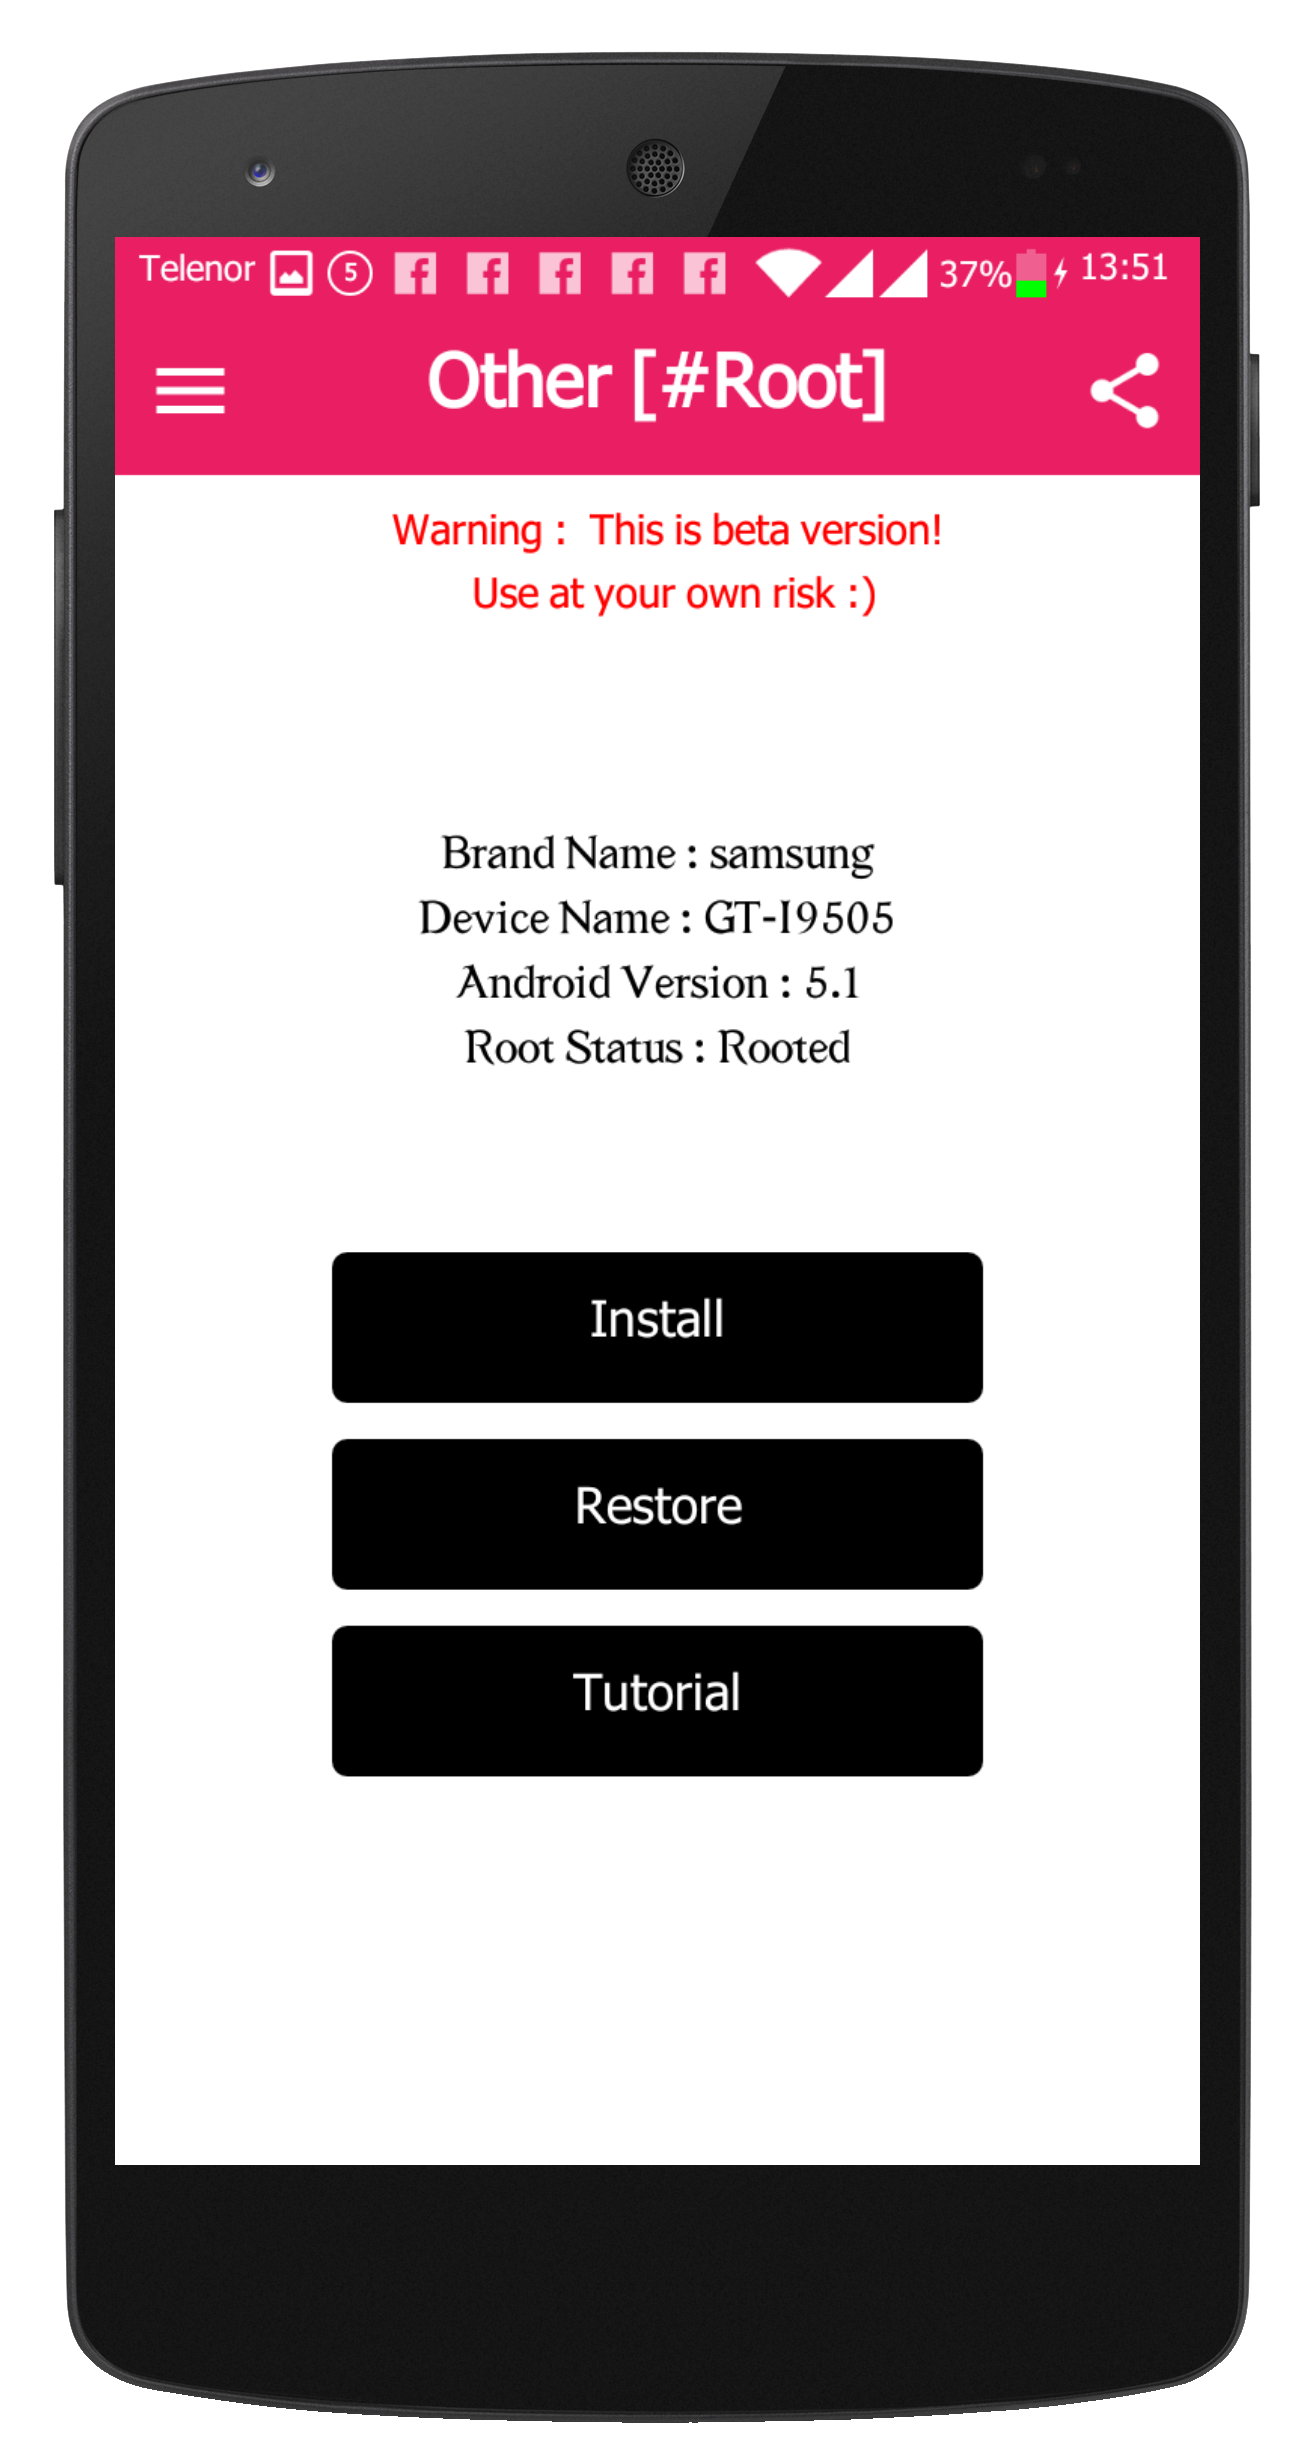 Telenor 5 37% 13:51
Other [#Root]
Warning : This is beta version!
Use at your own risk :)
Brand Name : samsung
Device Name : GT-I9505
Android Version : 5.1
Root Status : Rooted
Install
Restore
Tutorial